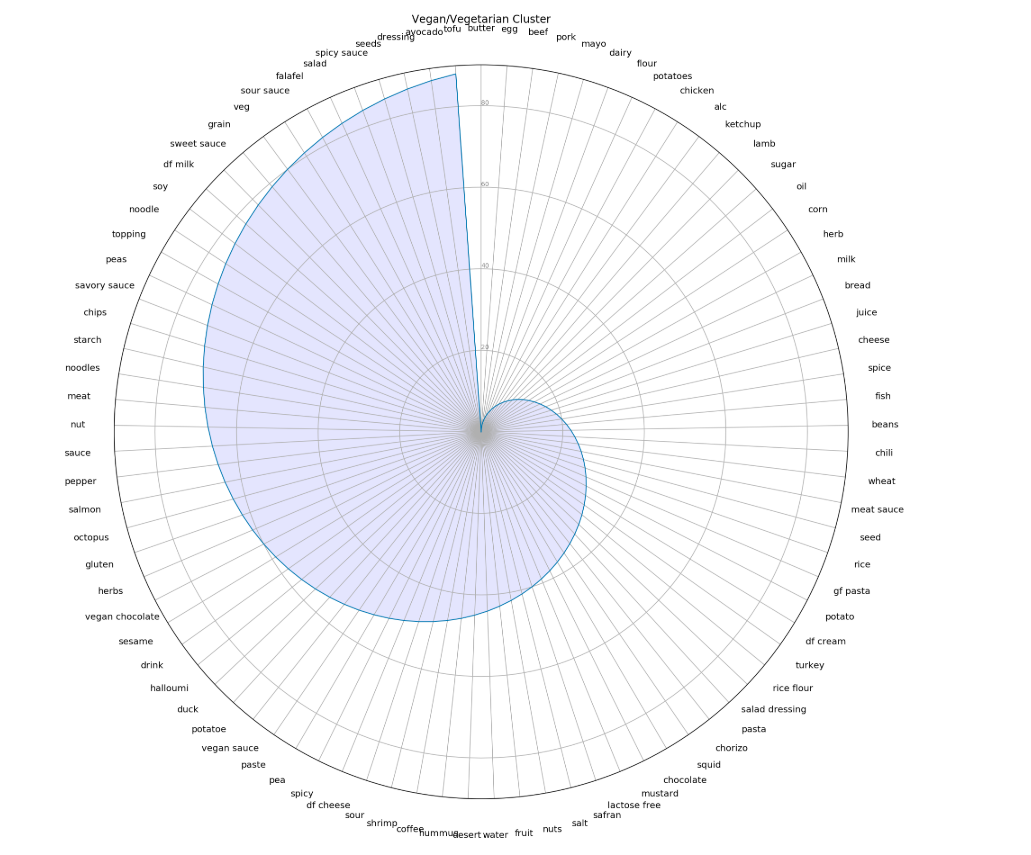 Vegan/Vegetarian Cluster
butter
egg
beef
pork
mayo
dairy
flour
potatoes
chicken
alc
ketchup
lamb
sugar
oil
corn
herb
milk
bread
juice
cheese
spice
fish
beans
chili
wheat
meat sauce
seed
rice
gf pasta
potato
df cream
turkey
rice flour
salad dressing
pasta
chorizo
squid
chocolate
mustard
lactose free
safran
salt
nuts
fruit
water
desert
hummus
coffee
shrimp
sour
df cheese
spicy
pea
paste
vegan sauce
potatoe
duck
halloumi
drink
sesame
vegan chocolate
herbs
gluten
octopus
salmon
pepper
sauce
nut
meat
noodles
starch
chips
savory sauce
peas
topping
noodle
soy
df milk
sweet sauce
grain
veg
sour sauce
falafel
salad
spicy sauce
seeds
dressing
avocado
tofu
80
60
40
20